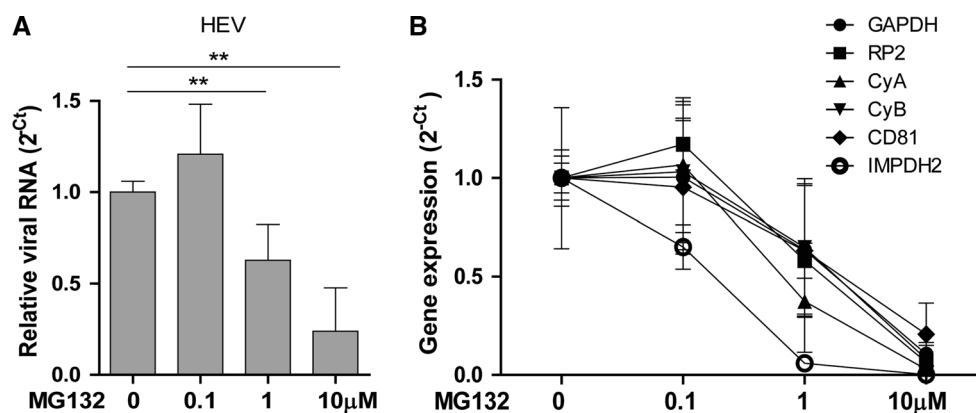 A
HEV
**
**
Relative viral RNA (2^-Ct)
1.5
1.0
0.5
0.0
MG132 0 0.1 1 10μM
B
GAPDH
RP2
CyA
CyB
CD81
IMPDH2
Gene expression (2^-Ct)
1.5
1.0
0.5
0.0
MG132 0 0.1 1 10μM